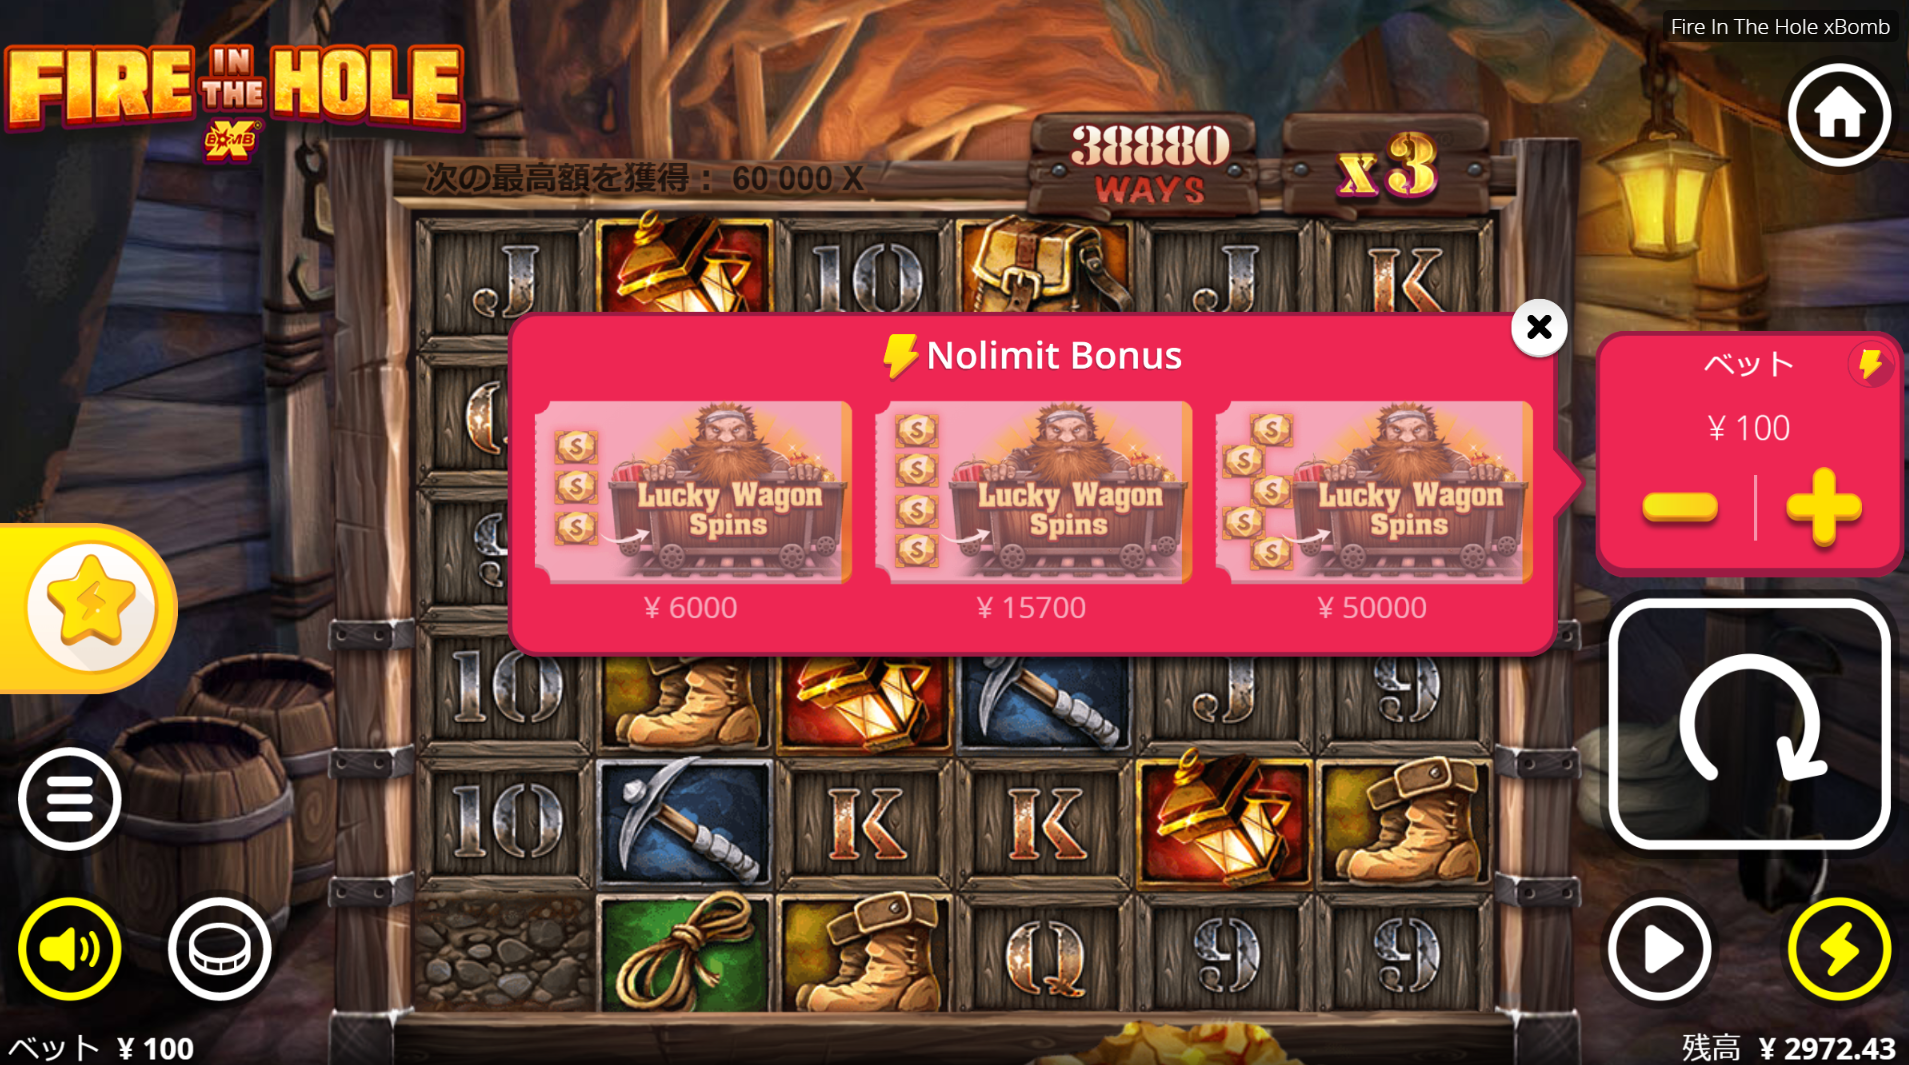 Fire In The Hole xBomb
FIRE IN THE HOLE
xBOMB
次の最高額を獲得： 60 000 X
38880
WAYS
x3
J 10 J K
Nolimit Bonus
ベット
¥ 100
S S S
Lucky Wagon
Spins
S S S S
Lucky Wagon
Spins
S S S S S
Lucky Wagon
Spins
¥ 6000
¥ 15700
¥ 50000
10 J 9
10 K K
Q 9 9
ベット ¥ 100
残高 ¥ 2972.43